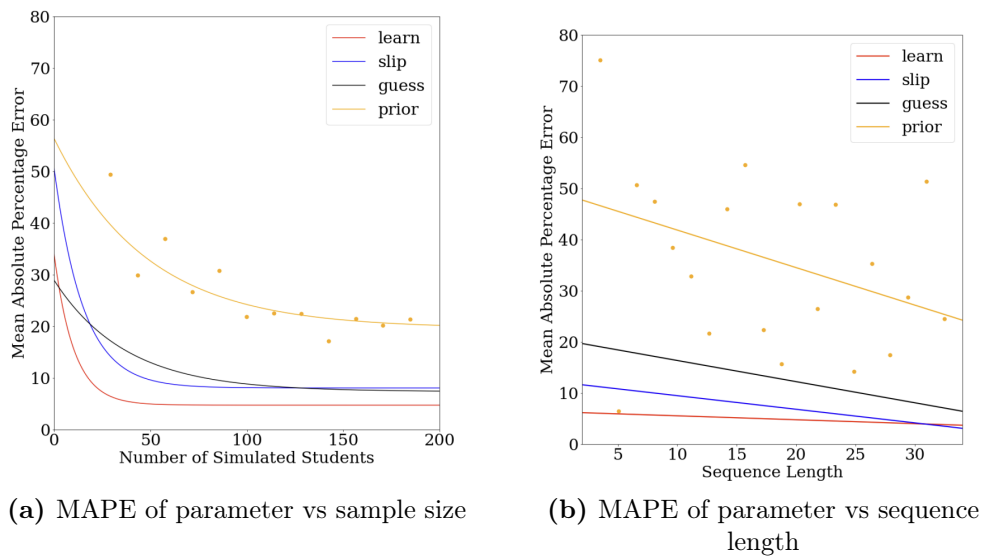 80
70
60
50
40
30
20
10
0
Mean Absolute Percentage Error
learn
slip
guess
prior
0 50 100 150 200
Number of Simulated Students
(a) MAPE of parameter vs sample size
80
70
60
50
40
30
20
10
0
Mean Absolute Percentage Error
learn
slip
guess
prior
5 10 15 20 25 30
Sequence Length
(b) MAPE of parameter vs sequence
length